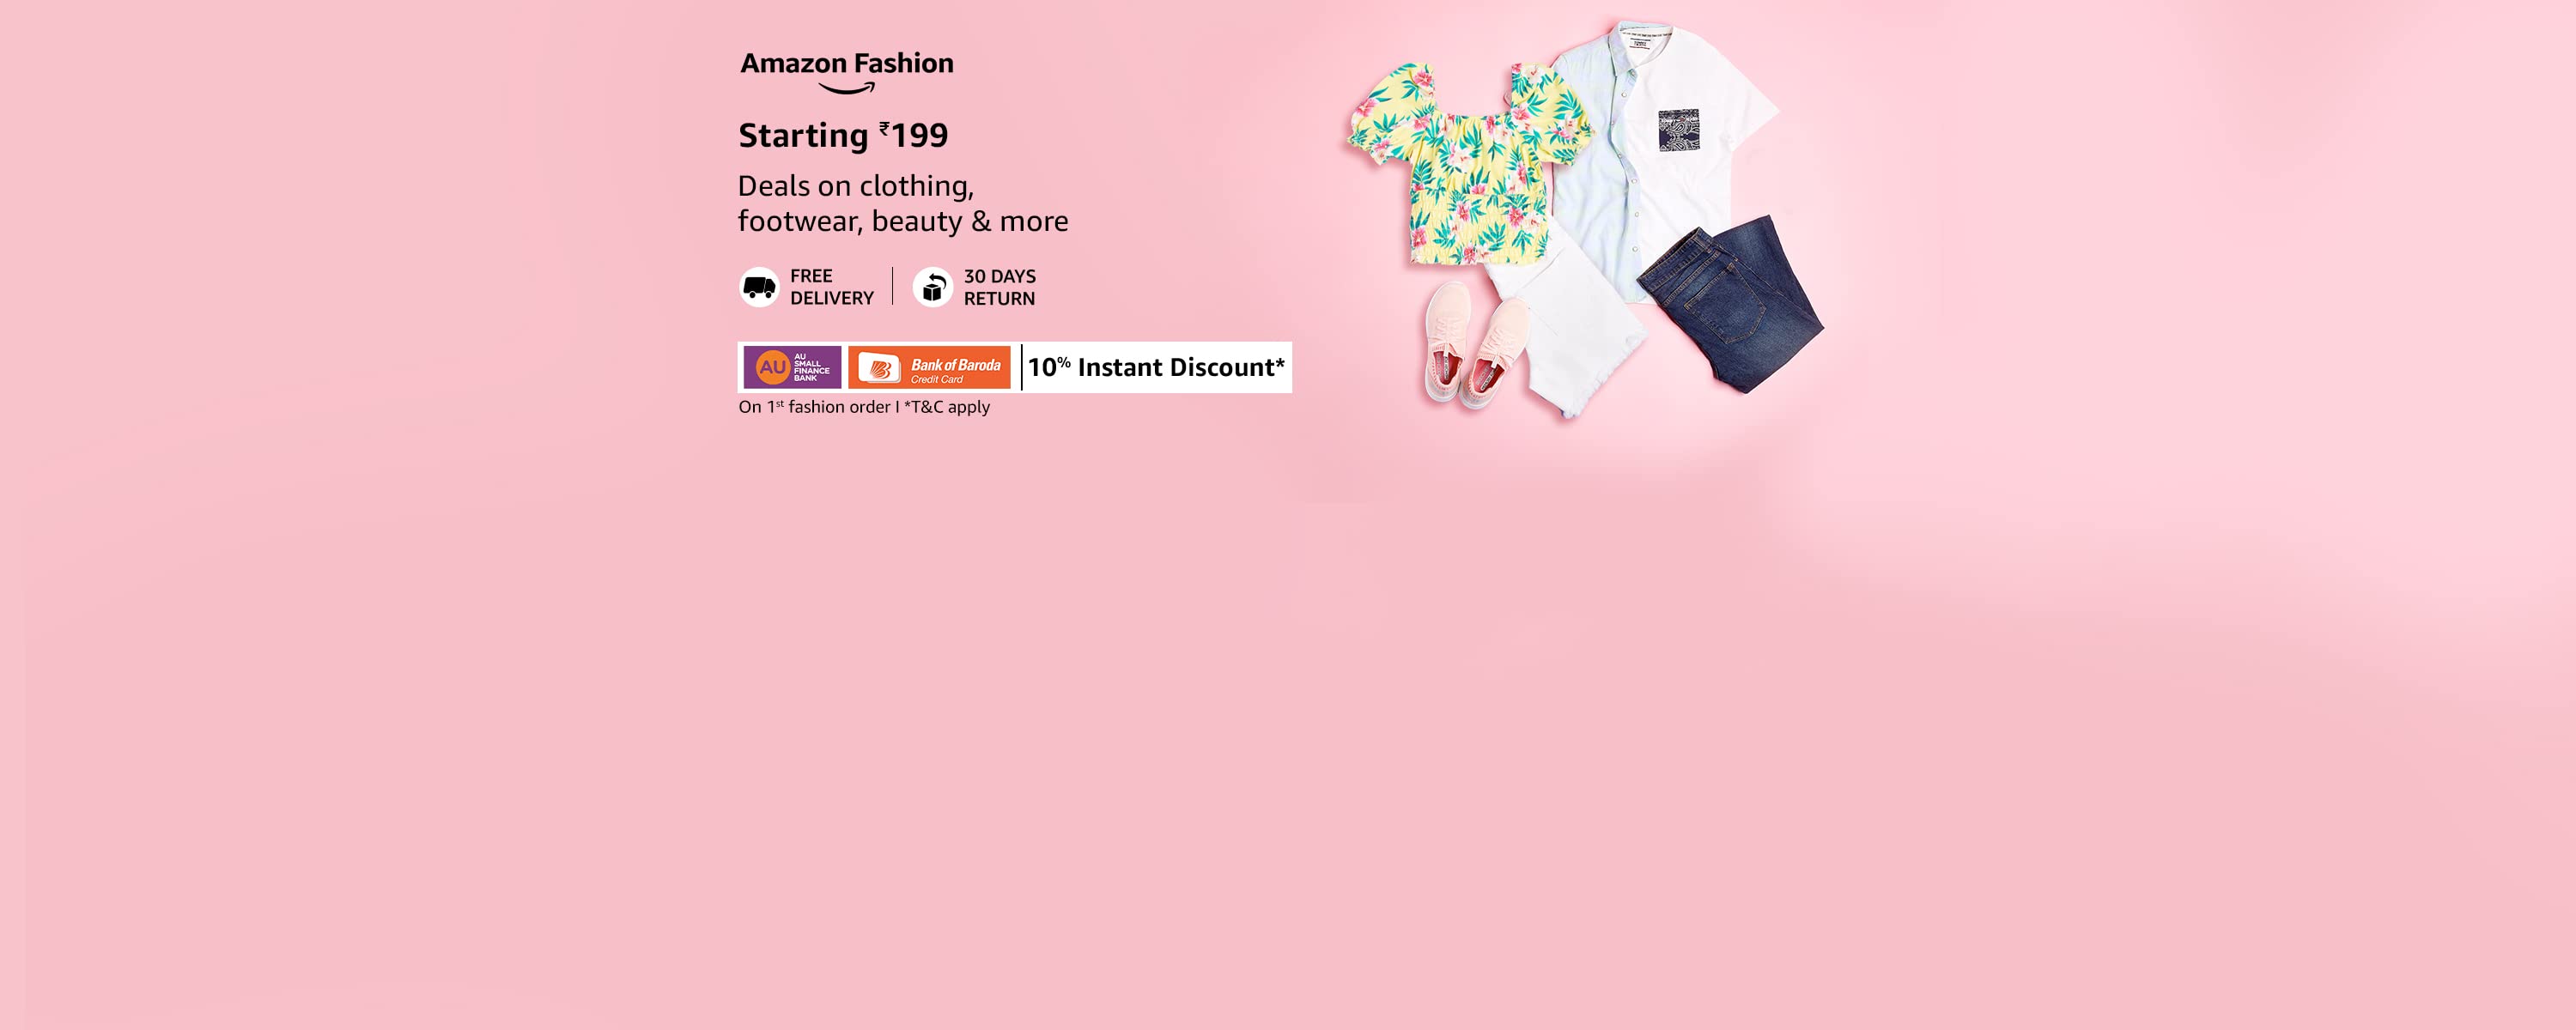 Amazon Fashion
Starting ₹199
Deals on clothing,
footwear, beauty & more
FREE
DELIVERY
30 DAYS
RETURN
AU
AU
SMALL
FINANCE
BANK
Bank of Baroda
Credit Card
10% Instant Discount*
On 1st fashion order I *T&C apply